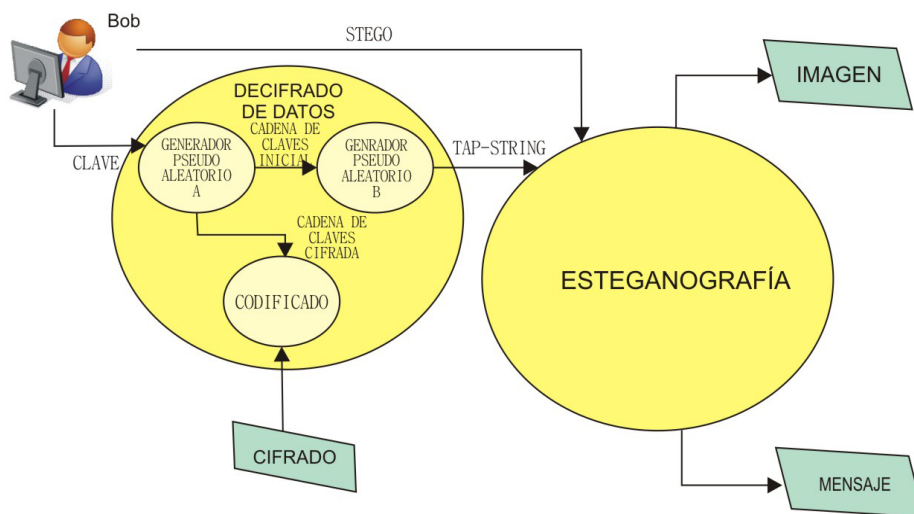 Bob
STEGO
IMAGEN
DECIFRADO
DE DATOS
CLAVE
GENERADOR
PSEUDO
ALEATORIO
A
CADENA DE
CLAVES
INICIAL
GENRADOR
PSEUDO
ALEATORIO
B
TAP-STRING
CADENA DE
CLAVES
CIFRADA
CODIFICADO
ESTEGANOGRAFÍA
CIFRADO
MENSAJE